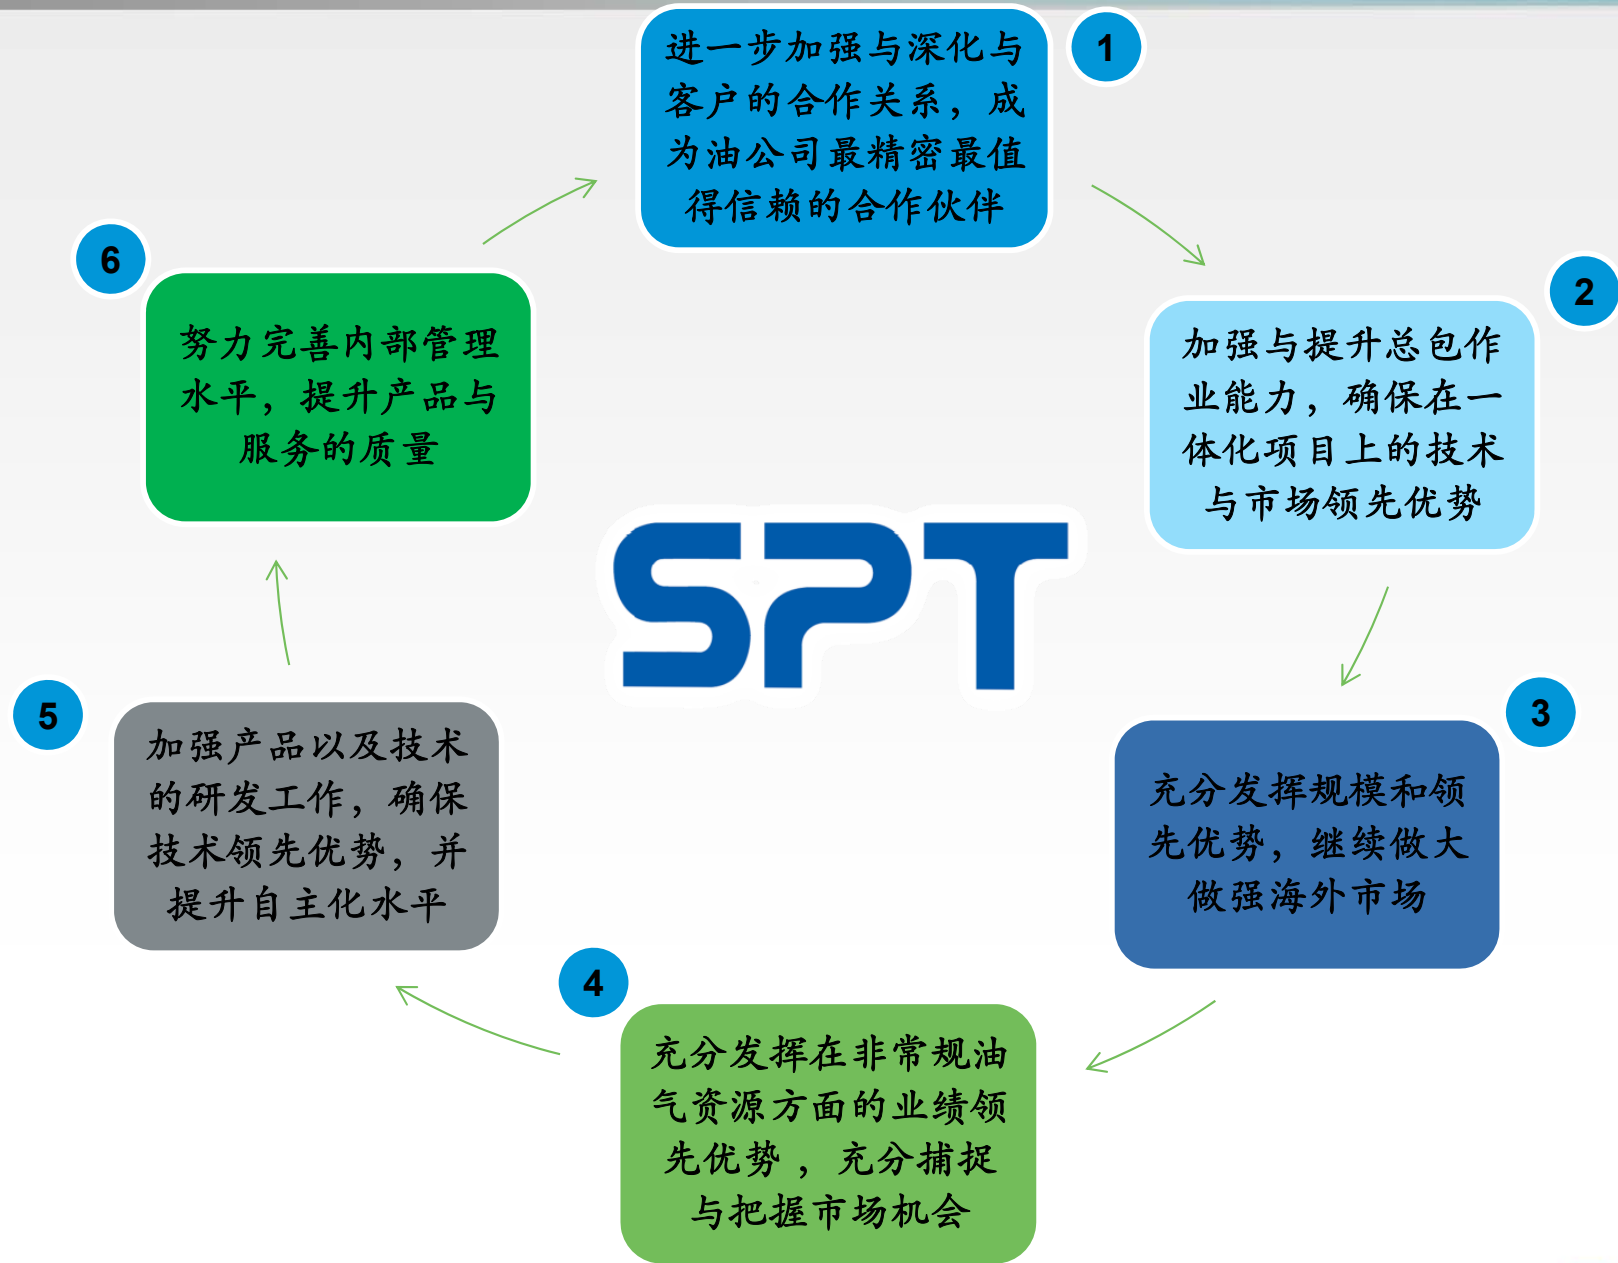 1
进一步加强与深化与
客户的合作关系，成
为油公司最精密最值
得信赖的合作伙伴
2
加强与提升总包作
业能力，确保在一
体化项目上的技术
与市场领先优势
3
充分发挥规模和领
先优势，继续做大
做强海外市场
4
充分发挥在非常规油
气资源方面的业绩领
先优势，充分捕捉
与把握市场机会
5
加强产品以及技术
的研发工作，确保
技术领先优势，并
提升自主化水平
6
努力完善内部管理
水平，提升产品与
服务的质量
SPT